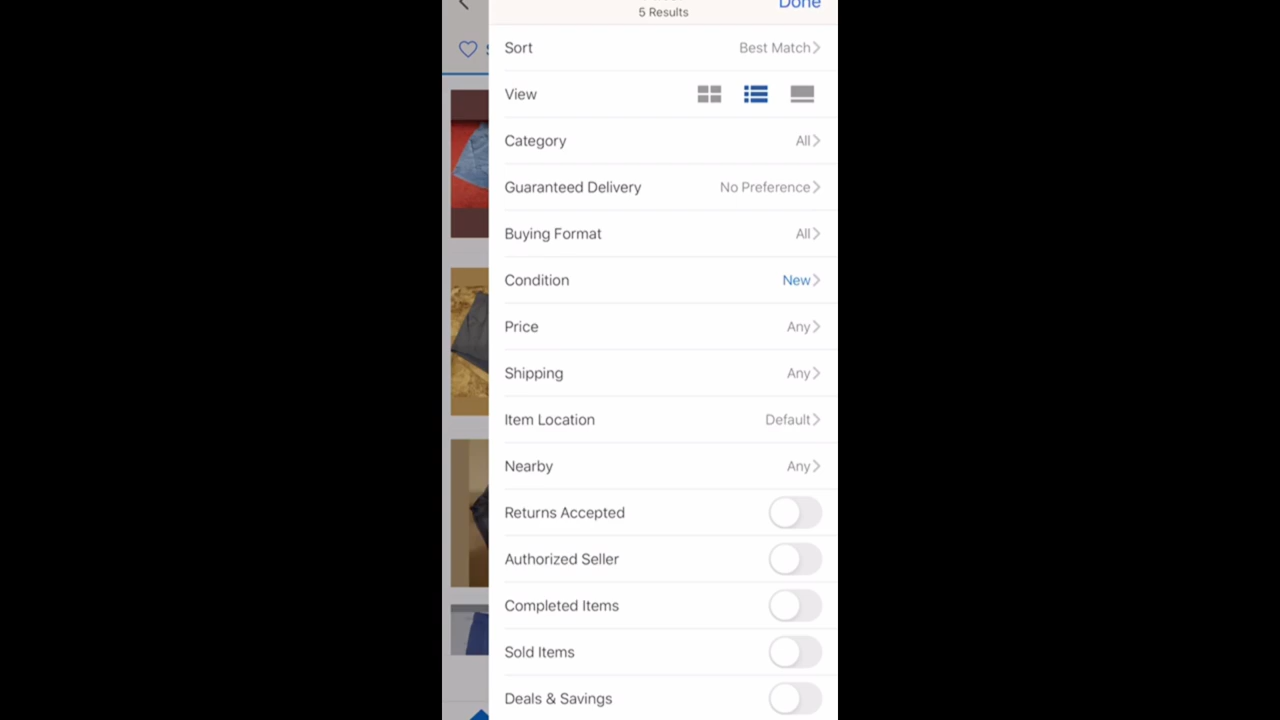 Done
5 Results
Sort Best Match
View
Category All
Guaranteed Delivery No Preference
Buying Format All
Condition New
Price Any
Shipping Any
Item Location Default
Nearby Any
Returns Accepted
Authorized Seller
Completed Items
Sold Items
Deals & Savings